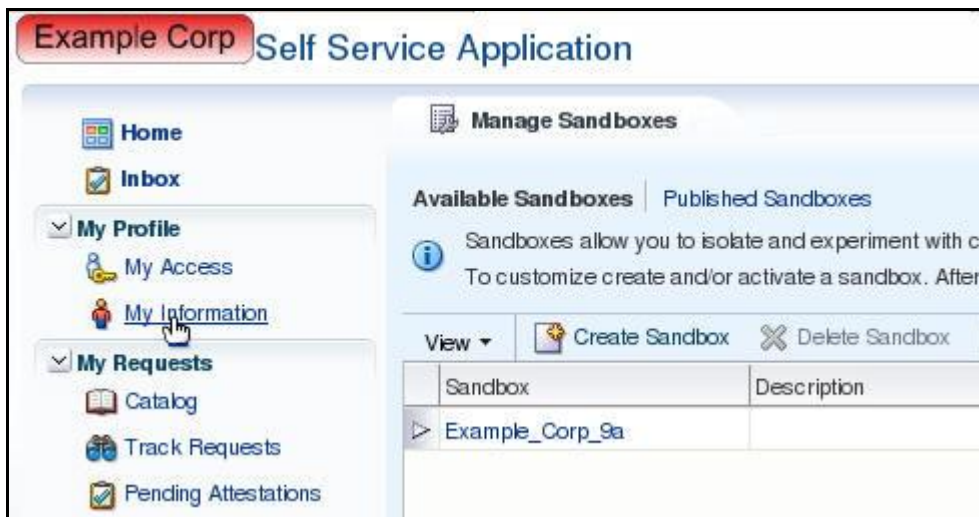 Example Corp Self Service Application
Home
Inbox
My Profile
My Access
My Information
My Requests
Catalog
Track Requests
Pending Attestations
Manage Sandboxes
Available Sandboxes Published Sandboxes
Sandboxes allow you to isolate and experiment with c
To customize create and/or activate a sandbox. After
View Create Sandbox Delete Sandbox
Sandbox Description
Example_Corp_9a